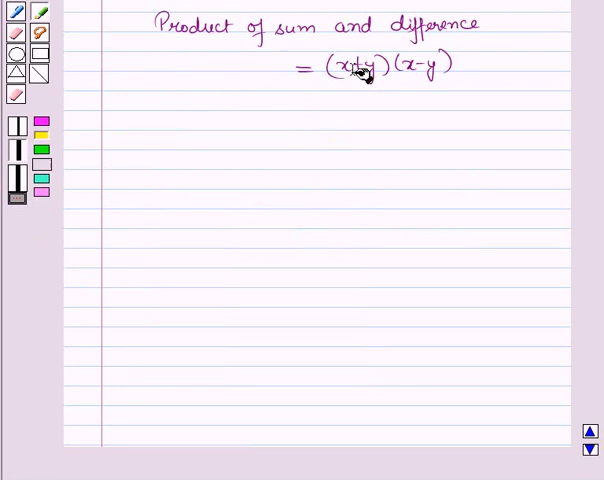 Product of sum and difference
= (x+y)(x-y)